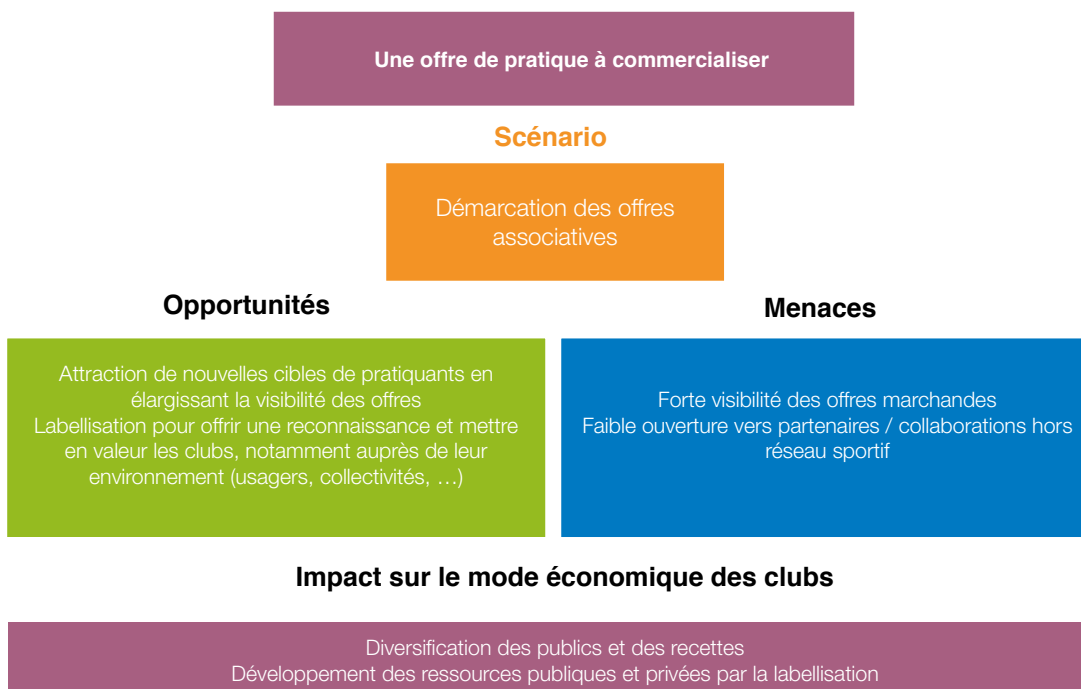 Une offre de pratique à commercialiser
Scénario
Démarcation des offres
associatives
Opportunités
Attraction de nouvelles cibles de pratiquants en
élargissant la visibilité des offres
Labellisation pour offrir une reconnaissance et mettre
en valeur les clubs, notamment auprès de leur
environnement (usagers, collectivités, …)
Menaces
Forte visibilité des offres marchandes
Faible ouverture vers partenaires / collaborations hors
réseau sportif
Impact sur le mode économique des clubs
Diversification des publics et des recettes
Développement des ressources publiques et privées par la labellisation